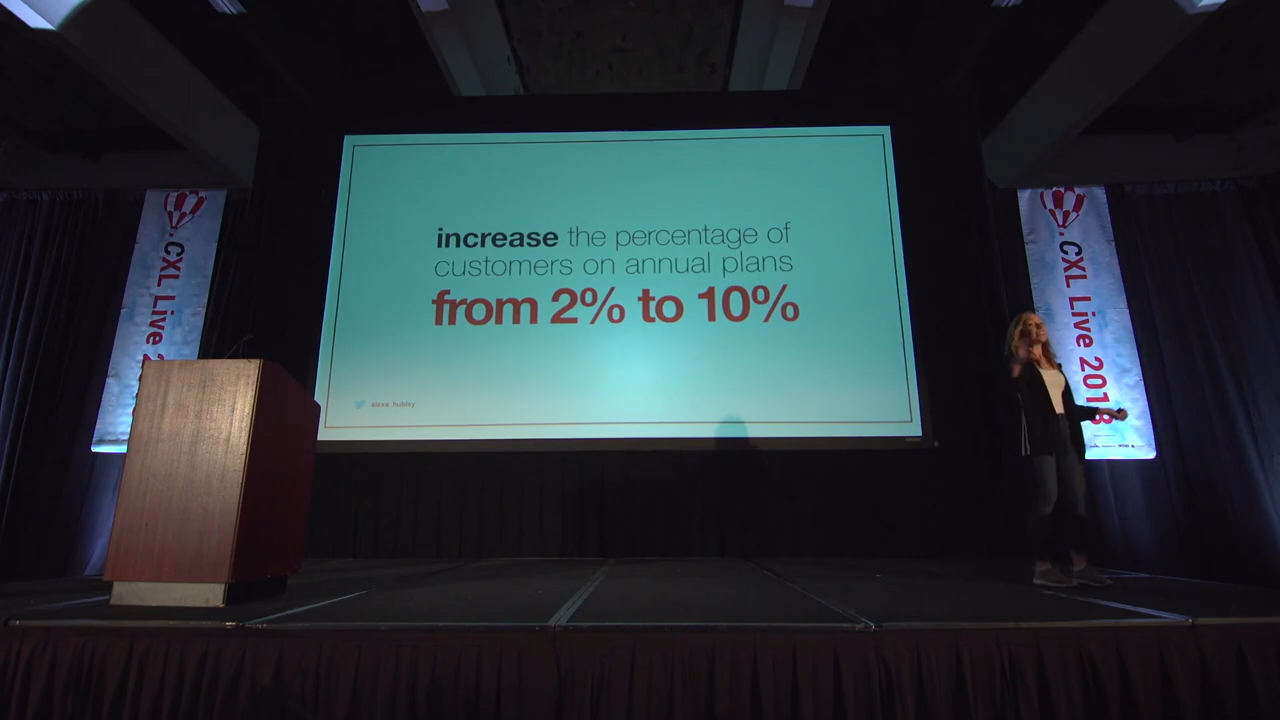 increase the percentage of
customers on annual plans
from 2% to 10%
alexa_hubley
CXL Live 2
CXL Live 2018